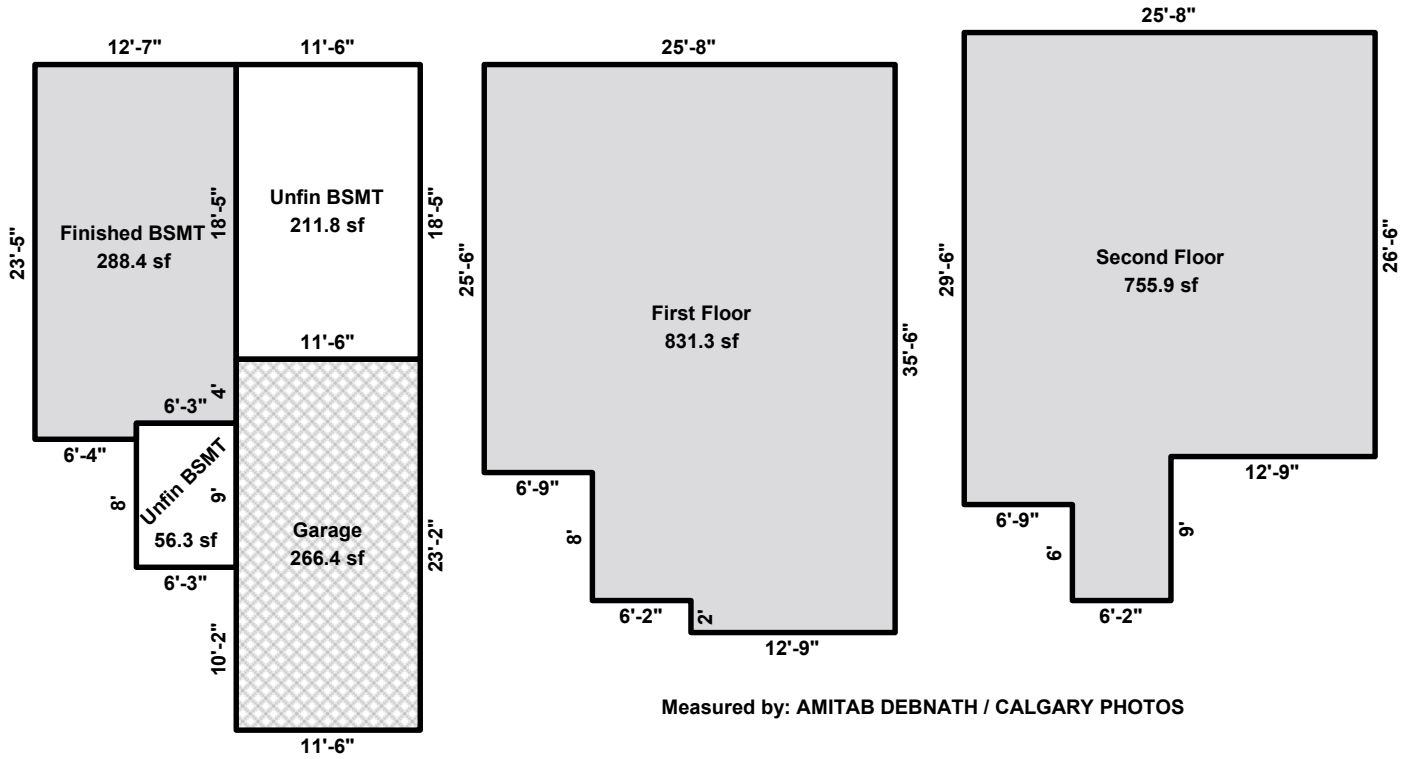 12'-7"
11'-6"
23'-5"
Finished BSMT
288.4 sf
18'-5"
Unfin BSMT
211.8 sf
18'-5"
11'-6"
4'
6'-3"
6'-4"
8'
Unfin BSMT
9'
56.3 sf
6'-3"
10'-2"
Garage
266.4 sf
23'-2"
11'-6"
25'-8"
25'-6"
First Floor
831.3 sf
35'-6"
6'-9"
8'
6'-2"
2'
12'-9"
25'-8"
29'-6"
Second Floor
755.9 sf
26'-6"
12'-9"
6'-9"
6'
9'
6'-2"
Measured by: AMITAB DEBNATH / CALGARY PHOTOS